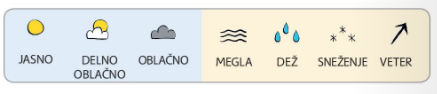 JASNO
DELNO
OBLAČNO
OBLAČNO
MEGLA
DEŽ
SNEŽENJE
VETER